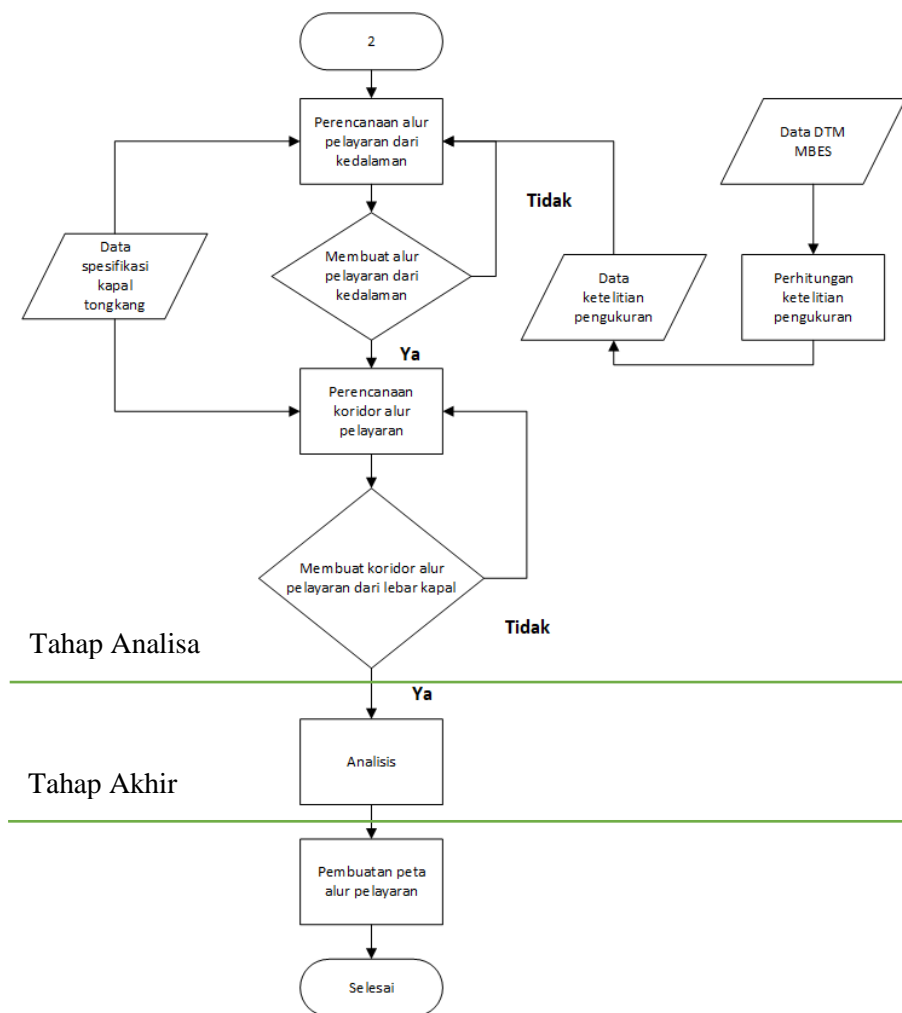 2
Perencanaan alur
pelayaran dari
kedalaman
Data DTM
MBES
Tidak
Data
spesifikasi
kapal
tongkang
Membuat alur
pelayaran dari
kedalaman
Data
ketelitian
pengukuran
Perhitungan
ketelitian
pengukuran
Ya
Perencanaan
koridor alur
pelayaran
Membuat koridor alur
pelayaran dari lebar kapal
Tidak
Tahap Analisa
Ya
Analisis
Tahap Akhir
Pembuatan peta
alur pelayaran
Selesai